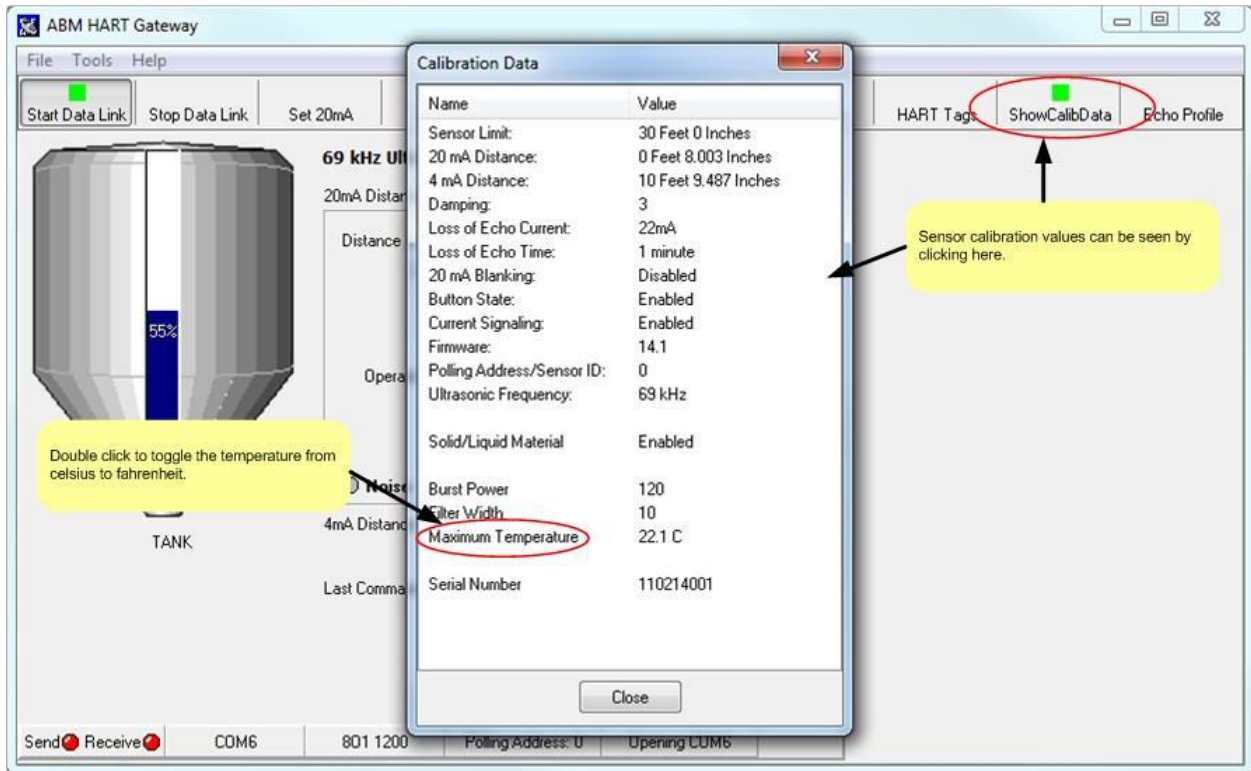 ABM HART Gateway
File Tools Help
Start Data Link Stop Data Link Set 20mA HART Tags ShowCalibData Echo Profile
69 kHz Ul
20mA Distan
Distance
55%
Opera
Noise
4mA Distanc
Last Comma
TANK
Double click to toggle the temperature from
celsius to fahrenheit.
Calibration Data
Name Value
Sensor Limit: 30 Feet 0 Inches
20 mA Distance: 0 Feet 8.003 Inches
4 mA Distance: 10 Feet 9.487 Inches
Damping: 3
Loss of Echo Current: 22mA
Loss of Echo Time: 1 minute
20 mA Blanking: Disabled
Button State: Enabled
Current Signaling: Enabled
Firmware: 14.1
Polling Address/Sensor ID: 0
Ultrasonic Frequency: 69 kHz
Solid/Liquid Material Enabled
Burst Power 120
Filter Width 10
Maximum Temperature 22.1 C
Serial Number 110214001
Close
Sensor calibration values can be seen by
clicking here.
Send Receive COM6 8O1 1200 Polling Address: 0 Opening COM6